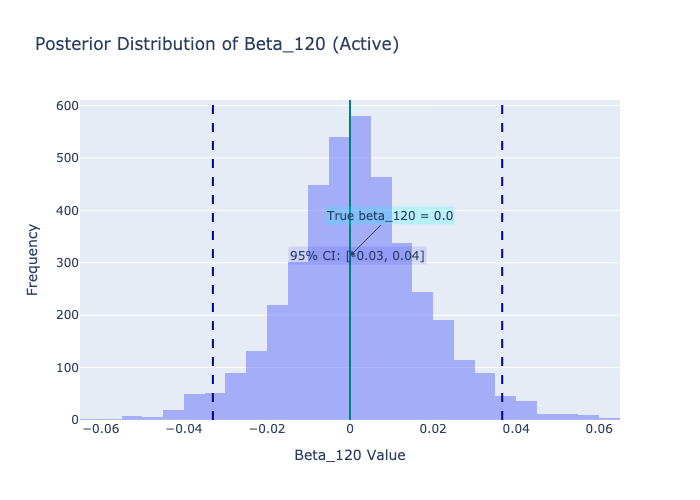 Posterior Distribution of Beta_120 (Active)
600
500
400
300
200
100
0
Frequency
True beta_120 = 0.0
95% CI: [-0.03, 0.04]
−0.06
−0.04
−0.02
0
0.02
0.04
0.06
Beta_120 Value